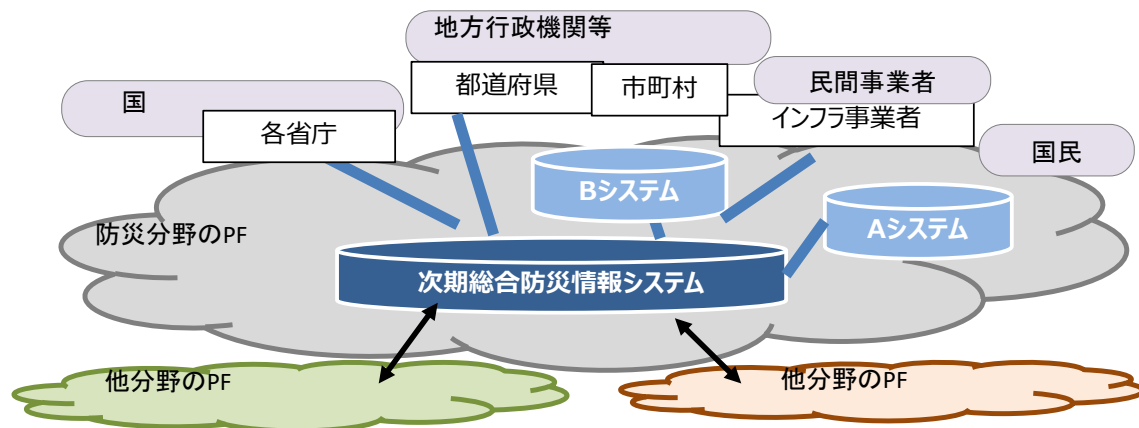 地方行政機関等
都道府県
市町村
民間事業者
インフラ事業者
国
各省庁
国民
Bシステム
Aシステム
防災分野のPF
次期総合防災情報システム
他分野のPF
他分野のPF